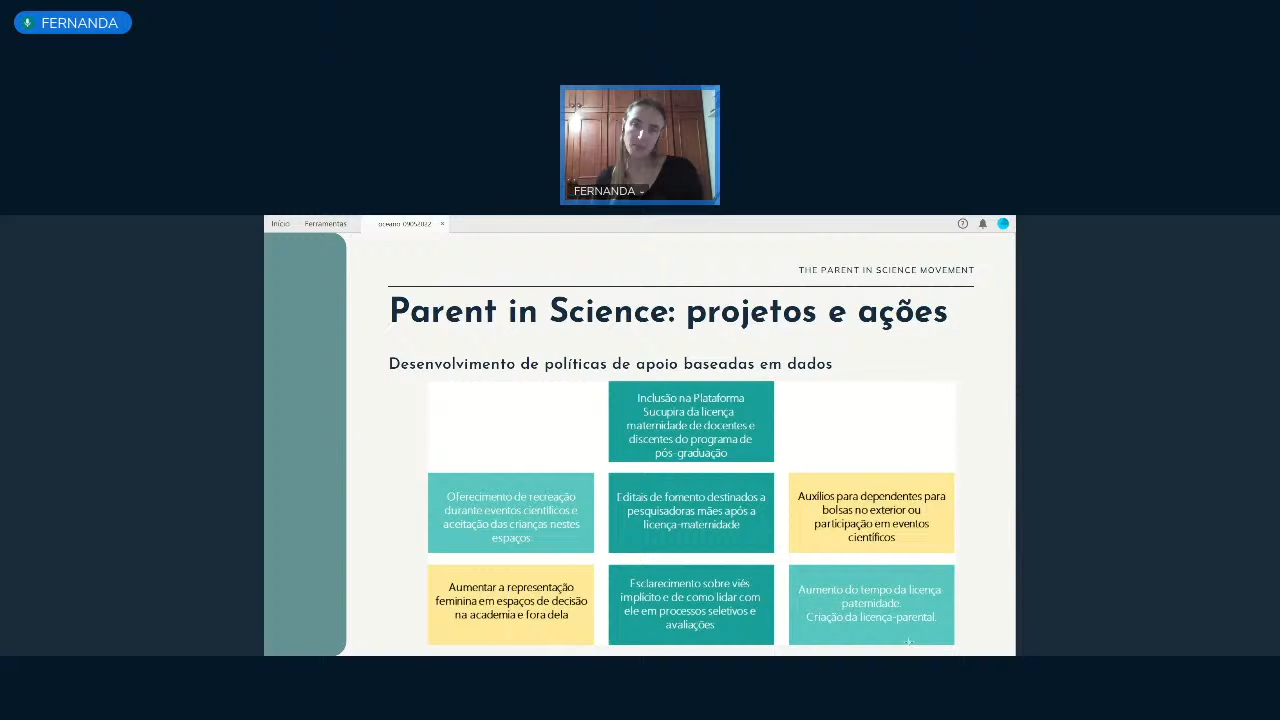 FERNANDA
FERNANDA
Início Ferramentas oceano_09052022 ×
THE PARENT IN SCIENCE MOVEMENT
Parent in Science: projetos e ações
Desenvolvimento de políticas de apoio baseadas em dados
Inclusão na Plataforma
Sucupira da licença
maternidade de docentes e
discentes do programa de
pós-graduação
Oferecimento de recreação
durante eventos científicos e
aceitação das crianças nestes
espaços
Editais de fomento destinados a
pesquisadoras mães após a
licença-maternidade
Auxílios para dependentes para
bolsas no exterior ou
participação em eventos
científicos
Aumentar a representação
feminina em espaços de decisão
na academia e fora dela
Esclarecimento sobre viés
implícito e de como lidar com
ele em processos seletivos e
avaliações
Aumento do tempo da licença
paternidade.
Criação da licença-parental.